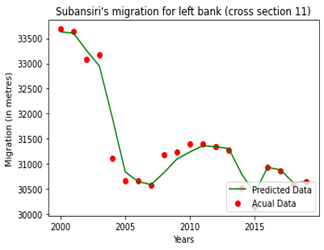 Subansiri's migration for left bank (cross section 11)
Migration (in metres)
33500
33000
32500
32000
31500
31000
30500
30000
2000
2005
2010
2015
Years
Predicted Data
Acual Data